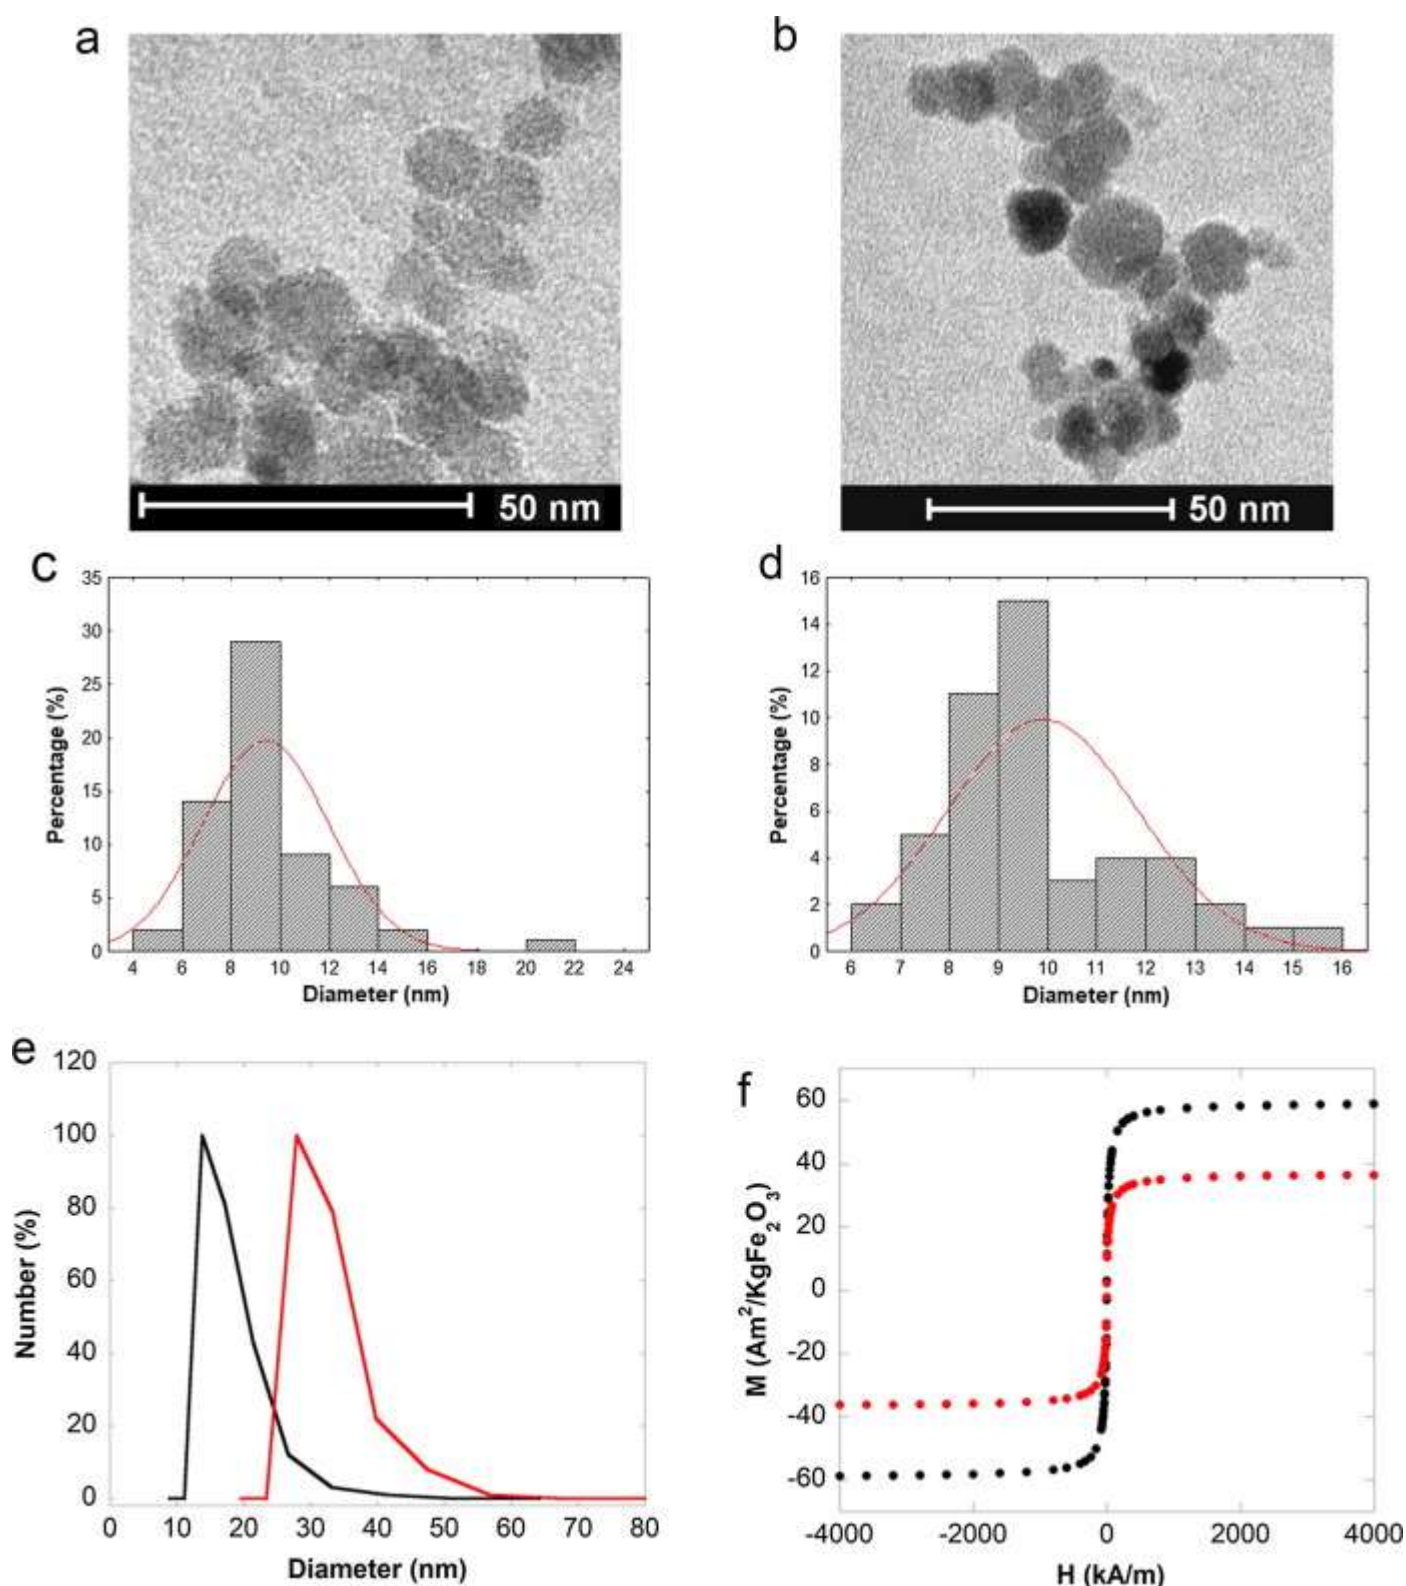 a
b
50 nm
50 nm
c
d
35
30
25
20
15
10
5
0
Percentage (%)
4 6 8 10 12 14 16 18 20 22 24
Diameter (nm)
16
14
12
10
8
6
4
2
0
Percentage (%)
6 7 8 9 10 11 12 13 14 15 16
Diameter (nm)
e
120
100
80
60
40
20
0
Number (%)
0 10 20 30 40 50 60 70 80
Diameter (nm)
f
60
40
20
0
-20
-40
-60
M (Am²/KgFe₂O₃)
-4000 -2000 0 2000 4000
H (kA/m)